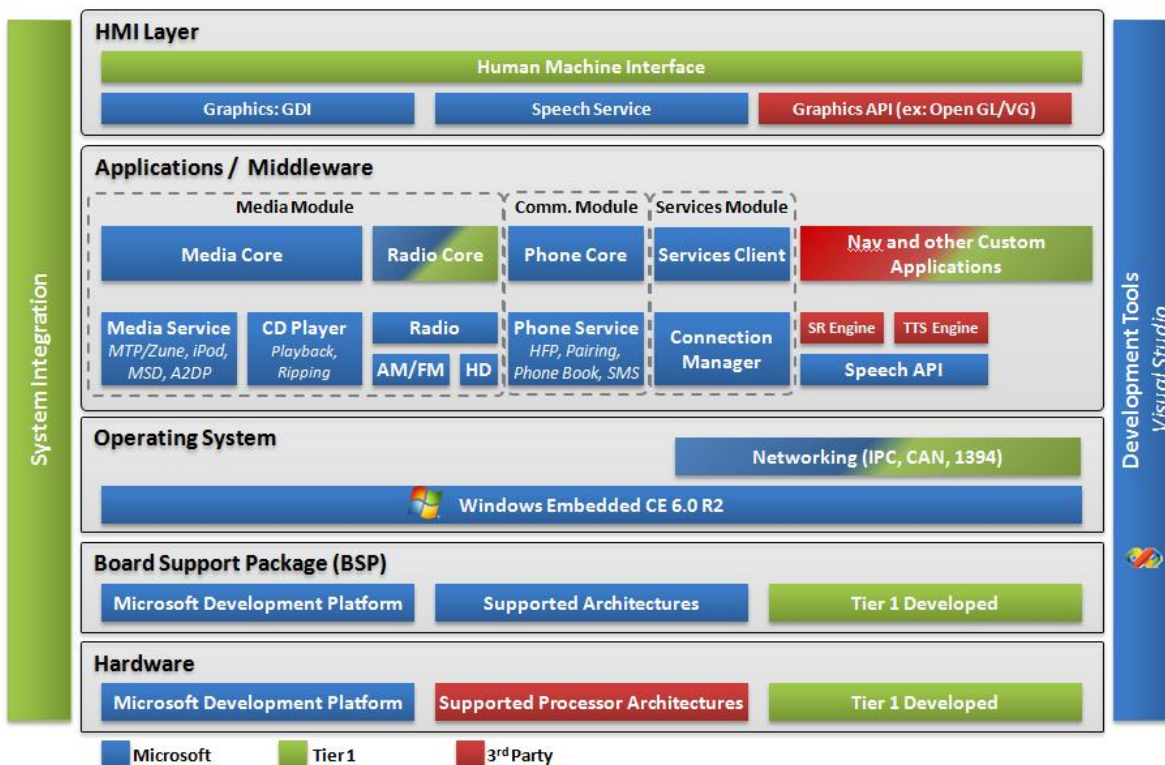 HMI Layer
Human Machine Interface
Graphics: GDI
Speech Service
Graphics API (ex: Open GL/VG)
Applications / Middleware
Media Module
Comm. Module
Services Module
Media Core
Radio Core
Phone Core
Services Client
Nav and other Custom
Applications
Media Service
MTP/Zune, iPod,
MSD, A2DP
CD Player
Playback,
Ripping
Radio
AM/FM
HD
Phone Service
HFP, Pairing,
Phone Book, SMS
Connection
Manager
SR Engine
TTS Engine
Speech API
Operating System
Networking (IPC, CAN, 1394)
Windows Embedded CE 6.0 R2
Board Support Package (BSP)
Microsoft Development Platform
Supported Architectures
Tier 1 Developed
Hardware
Microsoft Development Platform
Supported Processor Architectures
Tier 1 Developed
System Integration
Development Tools
Visual Studio
Microsoft
Tier 1
3rd Party